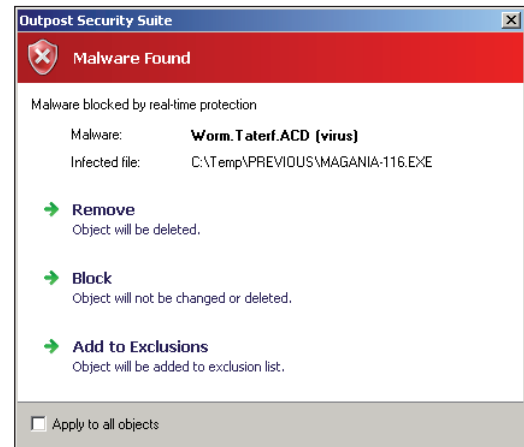 Outpost Security Suite
Malware Found
Malware blocked by real-time protection
Malware: Worm.Taterf.ACD (virus)
Infected file: C:\Temp\PREVIOUS\MAGANIA-116.EXE
Remove
Object will be deleted.
Block
Object will not be changed or deleted.
Add to Exclusions
Object will be added to exclusion list.
Apply to all objects